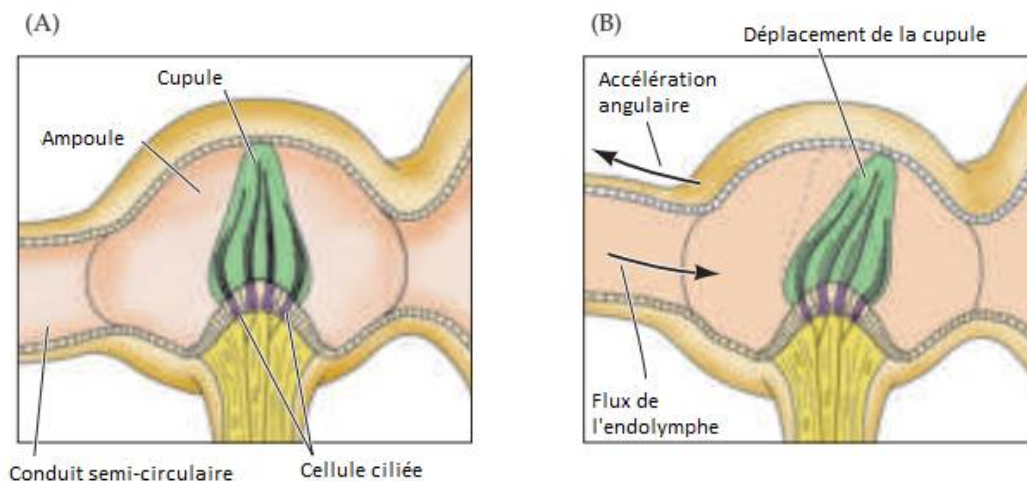 (A)
Cupule
Ampoule
Conduit semi-circulaire
Cellule ciliée
(B)
Déplacement de la cupule
Accélération
angulaire
Flux de
l'endolymphe